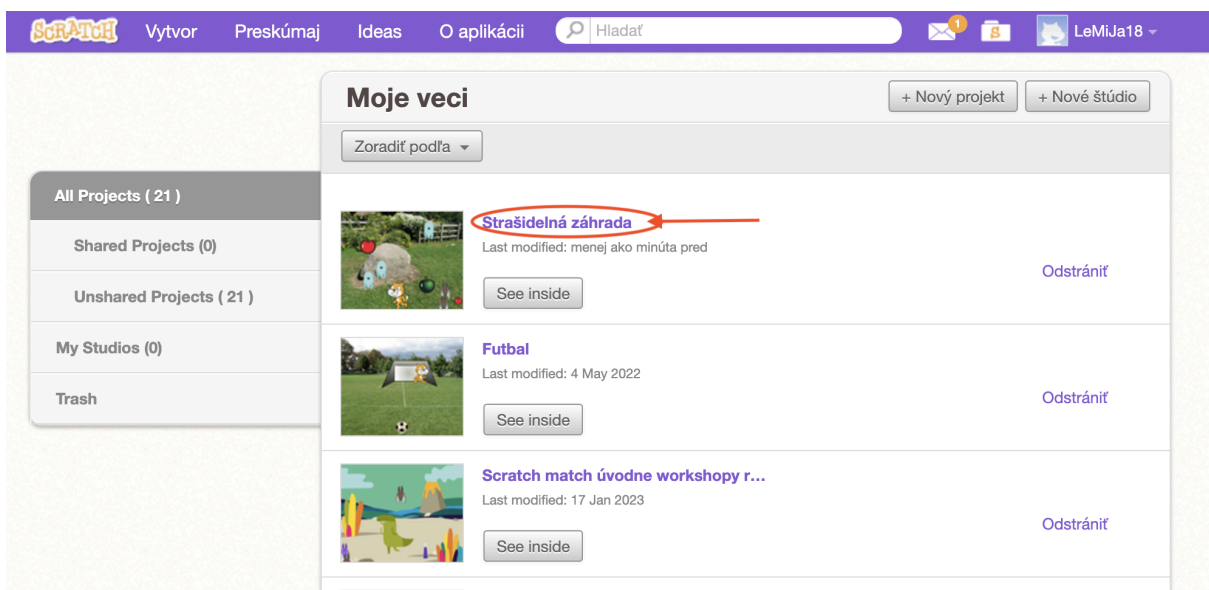 SCRATCH Vytvor Preskúmaj Ideas O aplikácii Hladať 1 S LeMiJa18
Moje veci + Nový projekt + Nové štúdio
Zoradiť podľa
All Projects ( 21 )
Shared Projects (0)
Unshared Projects ( 21 )
My Studios (0)
Trash
Strašidelná záhrada
Last modified: menej ako minúta pred
See inside
Odstrániť
Futbal
Last modified: 4 May 2022
See inside
Odstrániť
Scratch match úvodne workshopy r…
Last modified: 17 Jan 2023
See inside
Odstrániť